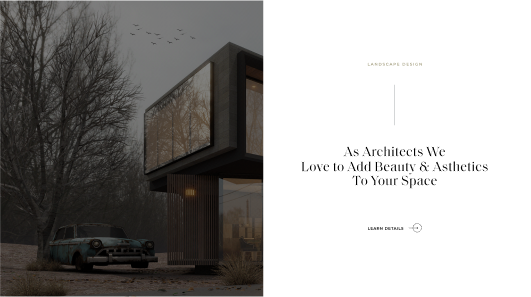 LANDSCAPE DESIGN
As Architects We
Love to Add Beauty & Asthetics
To Your Space
LEARN DETAILS